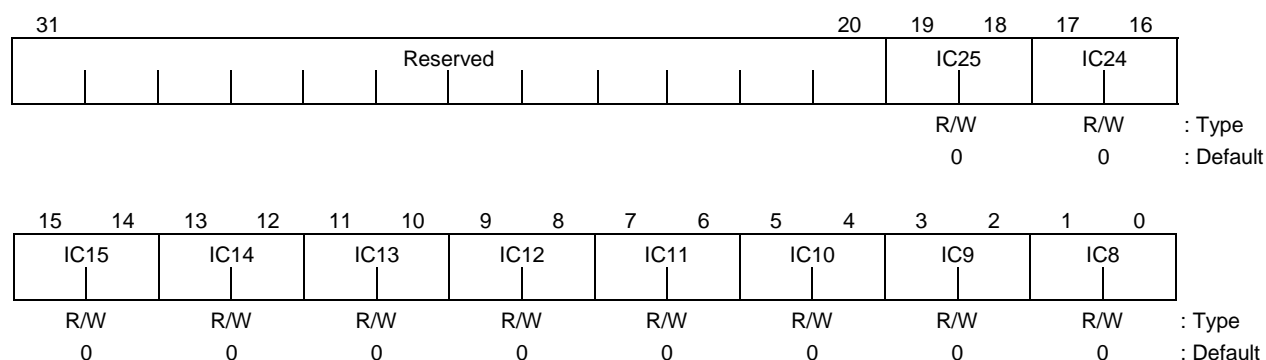 31 20 19 18 17 16
Reserved IC25 IC24
R/W R/W : Type
0 0 : Default
15 14 13 12 11 10 9 8 7 6 5 4 3 2 1 0
IC15 IC14 IC13 IC12 IC11 IC10 IC9 IC8
R/W R/W R/W R/W R/W R/W R/W R/W : Type
0 0 0 0 0 0 0 0 : Default